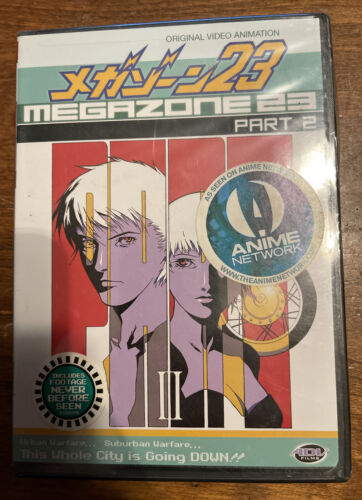 ORIGINAL VIDEO ANIMATION
メガゾーン23
MEGAZONE 23
PART 2
AS SEEN ON ANIME NETWORK
ANIME
NETWORK
WWW.THEANIMENETWORK.COM
INCLUDES
FOOTAGE
NEVER
BEFORE
SEEN
II
Urban Warfare... Suburban Warfare...
This Whole City is Going DOWN!!
ADV
FILMS